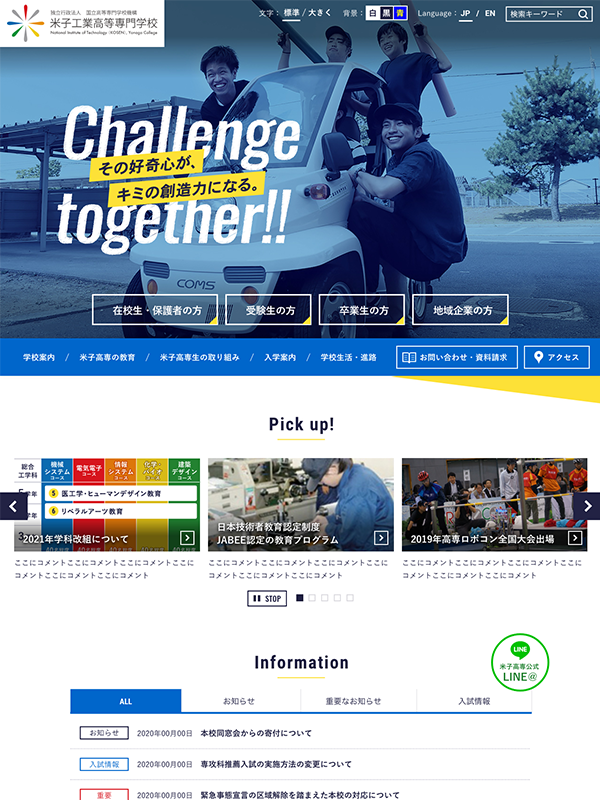 独立行政法人 国立高等専門学校機構
米子工業高等専門学校
National Institute of Technology (KOSEN), Yonago College
文字： 標準 / 大きく
背景： 白 黒 青
Language： JP / EN
検索キーワード
Challenge
その好奇心が、
キミの創造力になる。
together!!
COMS
在校生・保護者の方
受験生の方
卒業生の方
地域企業の方
学校案内 / 米子高専の教育 / 米子高専生の取り組み / 入学案内 / 学校生活・進路
お問い合わせ・資料請求
アクセス
Pick up!
総合
工学科
機械
システム
コース
電気電子
コース
情報
システム
コース
化学・
バイオ
コース
建築
デザイン
コース
5 医工学・ヒューマンデザイン教育
6 リベラルアーツ教育
2021年学科改組について
日本技術者教育認定制度
JABEE認定の教育プログラム
2019年高専ロボコン全国大会出場
ここにコメントここにコメントここにここに
コメントここにコメントここにコメント
ここにコメントここにコメントここにここに
コメントここにコメントここにコメント
ここにコメントここにコメントここにここに
コメントここにコメントここにコメント
STOP
LINE
米子高専公式
LINE@
Information
ALL
お知らせ
重要なお知らせ
入試情報
お知らせ 2020年00月00日 本校同窓会からの寄付について
入試情報 2020年00月00日 専攻科推薦入試の実施方法の変更について
重要 2020年00月00日 緊急事態宣言の区域解除を踏まえた本校の対応について